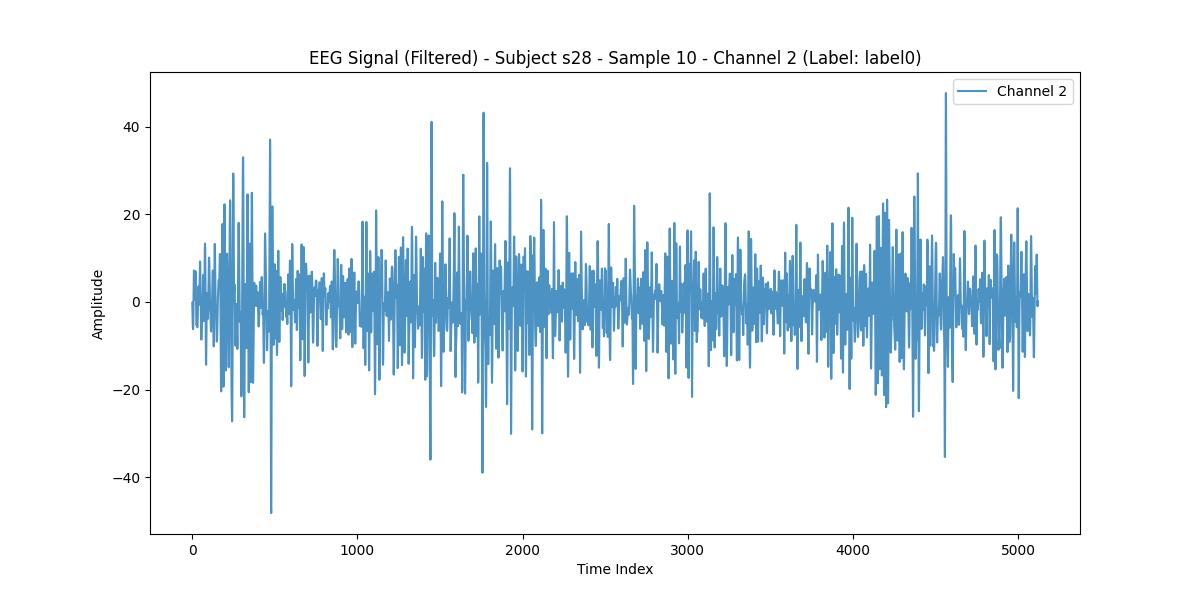 EEG Signal (Filtered) - Subject s28 - Sample 10 - Channel 2 (Label: label0)
Channel 2
Amplitude
40
20
0
−20
−40
0 1000 2000 3000 4000 5000
Time Index